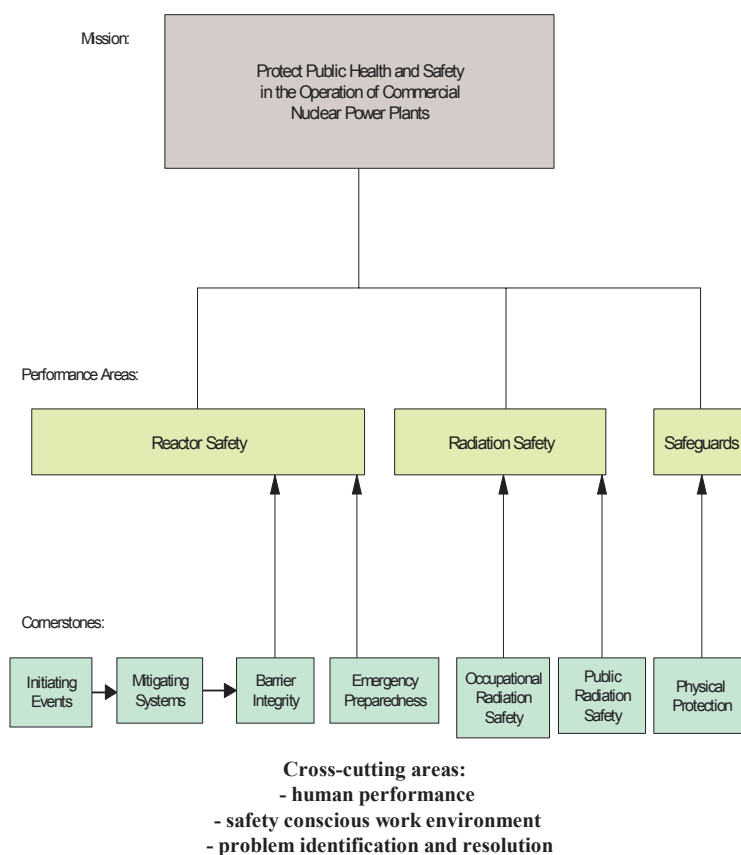 Mission:
Protect Public Health and Safety
in the Operation of Commercial
Nuclear Power Plants
Performance Areas:
Reactor Safety
Radiation Safety
Safeguards
Cornerstones:
Initiating
Events
Mitigating
Systems
Barrier
Integrity
Emergency
Preparedness
Occupational
Radiation
Safety
Public
Radiation
Safety
Physical
Protection
Cross-cutting areas:
- human performance
- safety conscious work environment
- problem identification and resolution